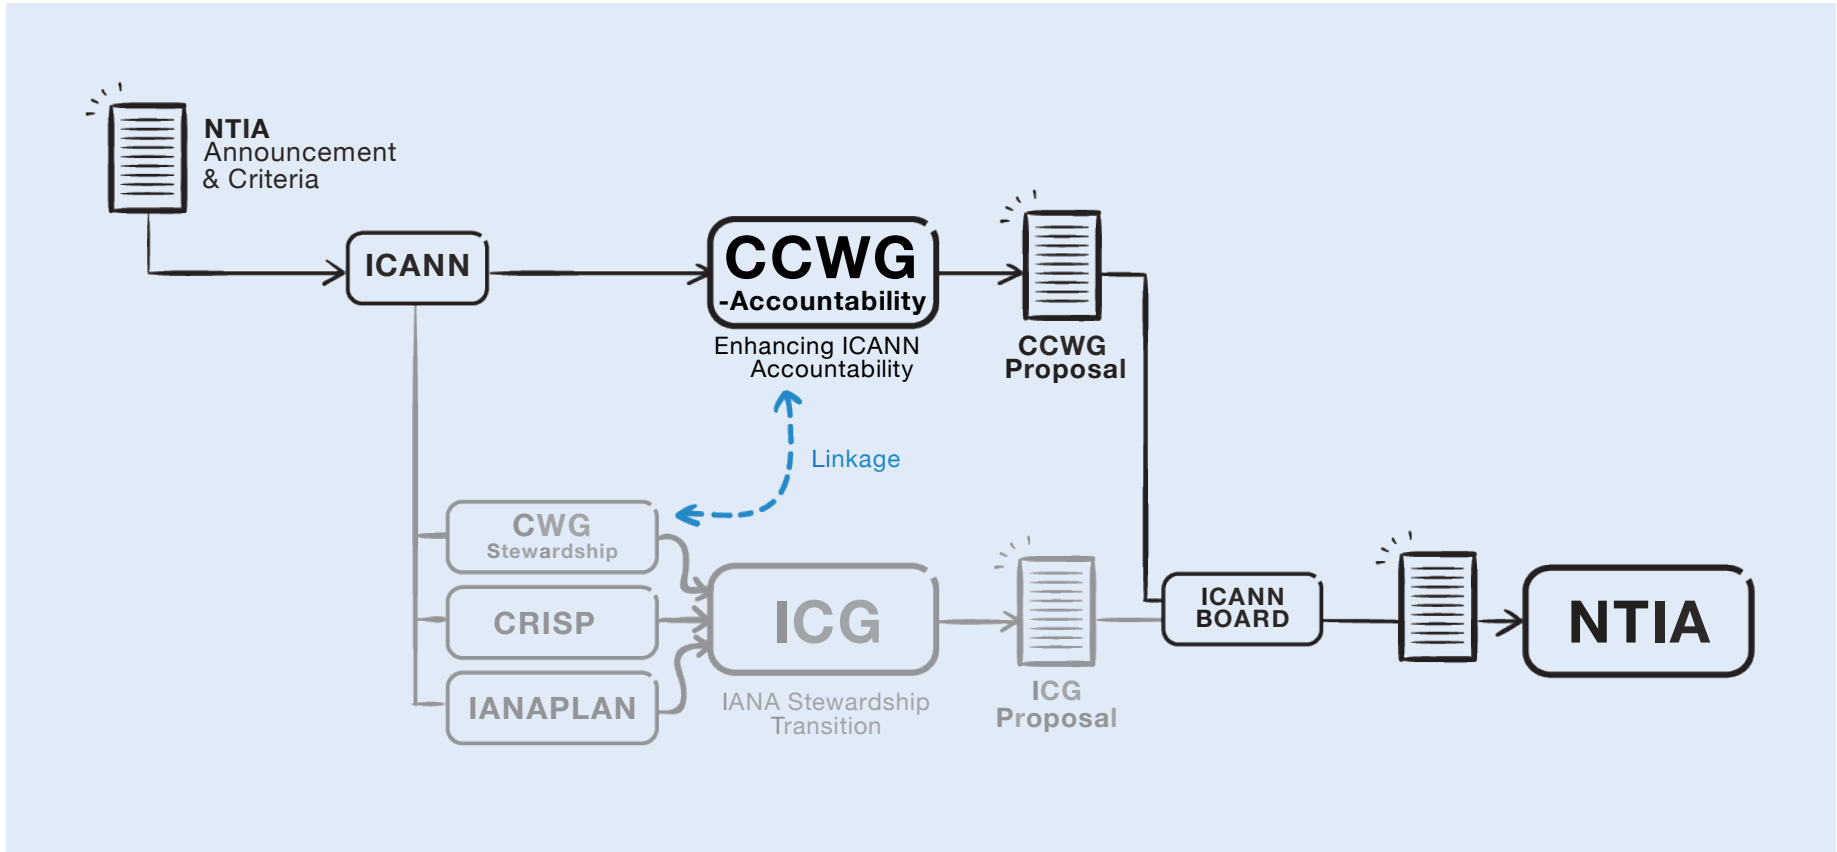 NTIA
Announcement
& Criteria
ICANN
CCWG
-Accountability
Enhancing ICANN
Accountability
CCWG
Proposal
Linkage
CWG
Stewardship
CRISP
IANAPLAN
ICG
IANA Stewardship
Transition
ICG
Proposal
ICANN
BOARD
NTIA